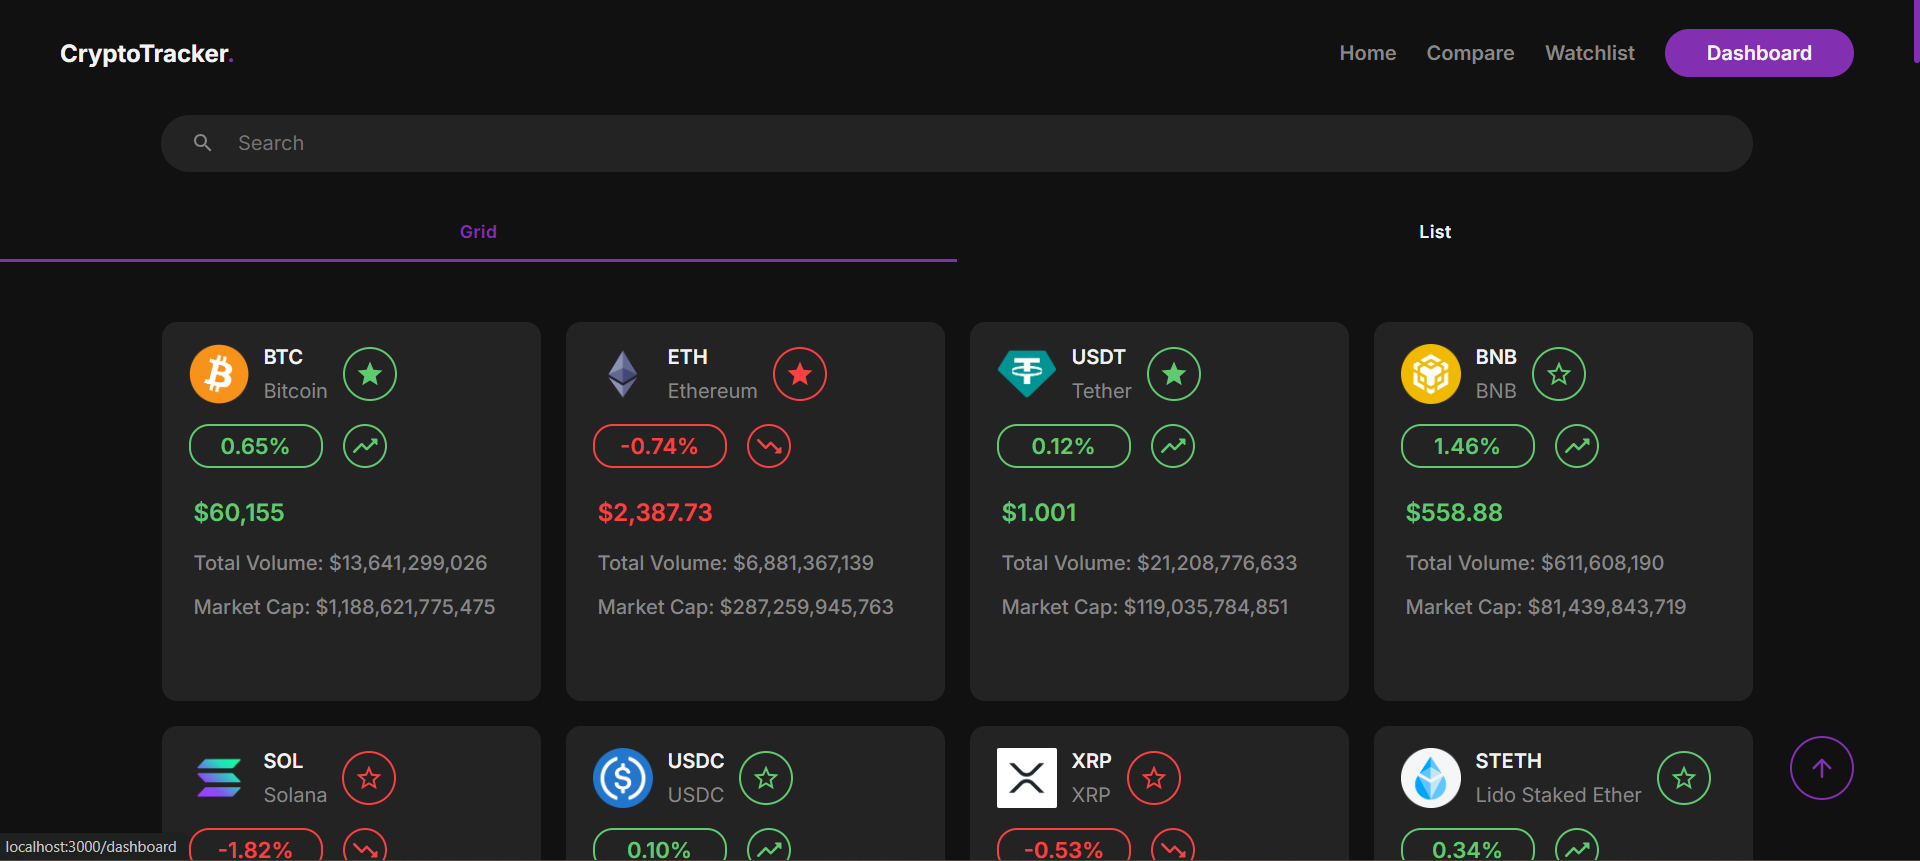 CryptoTracker.
Home Compare Watchlist Dashboard
Search
Grid List
BTC
Bitcoin
0.65%
$60,155
Total Volume: $13,641,299,026
Market Cap: $1,188,621,775,475
ETH
Ethereum
-0.74%
$2,387.73
Total Volume: $6,881,367,139
Market Cap: $287,259,945,763
USDT
Tether
0.12%
$1.001
Total Volume: $21,208,776,633
Market Cap: $119,035,784,851
BNB
BNB
1.46%
$558.88
Total Volume: $611,608,190
Market Cap: $81,439,843,719
SOL
Solana
-1.82%
USDC
USDC
0.10%
XRP
XRP
-0.53%
STETH
Lido Staked Ether
0.34%
localhost:3000/dashboard